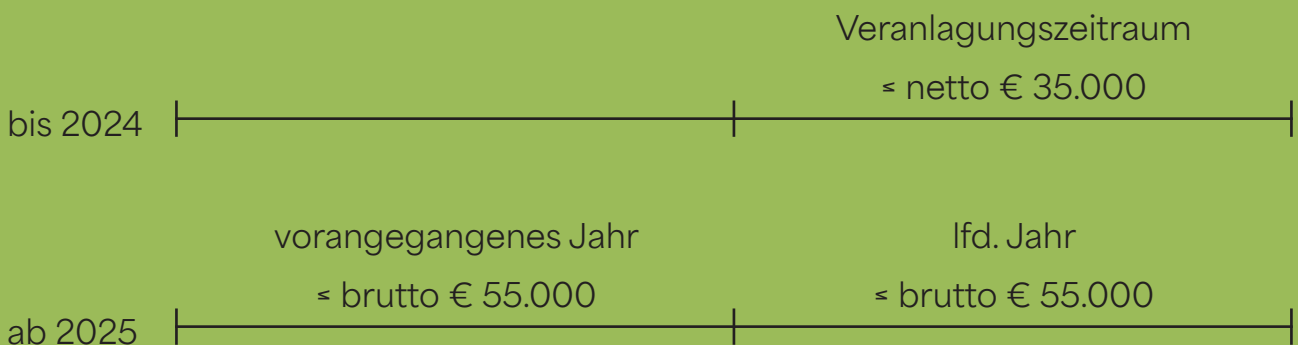 Veranlagungszeitraum
≤ netto € 35.000
bis 2024
vorangegangenes Jahr
lfd. Jahr
≤ brutto € 55.000
≤ brutto € 55.000
ab 2025